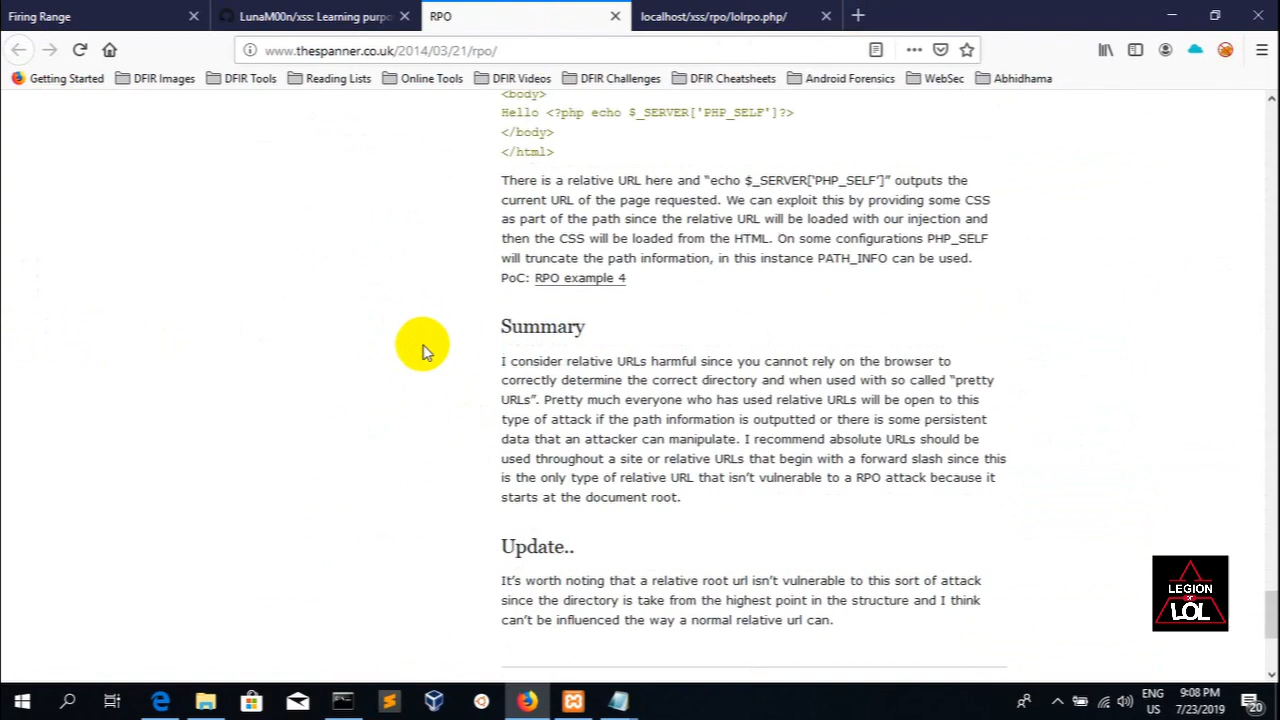 Firing Range
LunaM00n/xss: Learning purpo
RPO
localhost/xss/rpo/lolrpo.php/
www.thespanner.co.uk/2014/03/21/rpo/
Getting Started
DFIR Images
DFIR Tools
Reading Lists
Online Tools
DFIR Videos
DFIR Challenges
DFIR Cheatsheets
Android Forensics
WebSec
Abhidhama
<body>
Hello <?php echo $_SERVER['PHP_SELF']?>
</body>
</html>
There is a relative URL here and “echo $_SERVER[‘PHP_SELF’]” outputs the
current URL of the page requested. We can exploit this by providing some CSS
as part of the path since the relative URL will be loaded with our injection and
then the CSS will be loaded from the HTML. On some configurations PHP_SELF
will truncate the path information, in this instance PATH_INFO can be used.
PoC: RPO example 4
Summary
I consider relative URLs harmful since you cannot rely on the browser to
correctly determine the correct directory and when used with so called “pretty
URLs”. Pretty much everyone who has used relative URLs will be open to this
type of attack if the path information is outputted or there is some persistent
data that an attacker can manipulate. I recommend absolute URLs should be
used throughout a site or relative URLs that begin with a forward slash since this
is the only type of relative URL that isn’t vulnerable to a RPO attack because it
starts at the document root.
Update..
It’s worth noting that a relative root url isn’t vulnerable to this sort of attack
since the directory is take from the highest point in the structure and I think
can’t be influenced the way a normal relative url can.
LEGION
OF
LOL
ENG
US
9:08 PM
7/23/2019
20